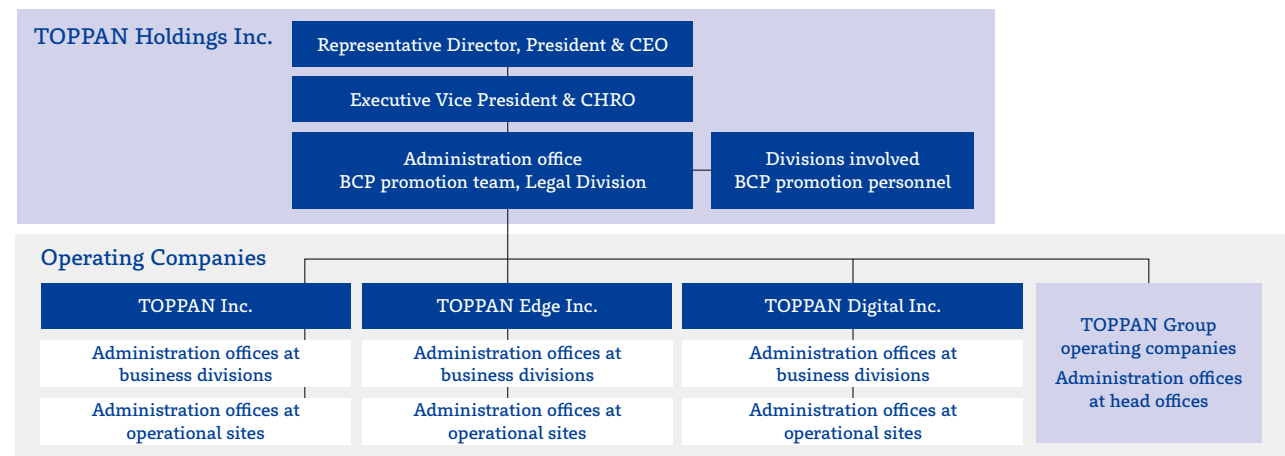 TOPPAN Holdings Inc.
Representative Director, President & CEO
Executive Vice President & CHRO
Administration office
BCP promotion team, Legal Division
Divisions involved
BCP promotion personnel
Operating Companies
TOPPAN Inc.
Administration offices at
business divisions
Administration offices at
operational sites
TOPPAN Edge Inc.
Administration offices at
business divisions
Administration offices at
operational sites
TOPPAN Digital Inc.
Administration offices at
business divisions
Administration offices at
operational sites
TOPPAN Group
operating companies
Administration offices
at head offices